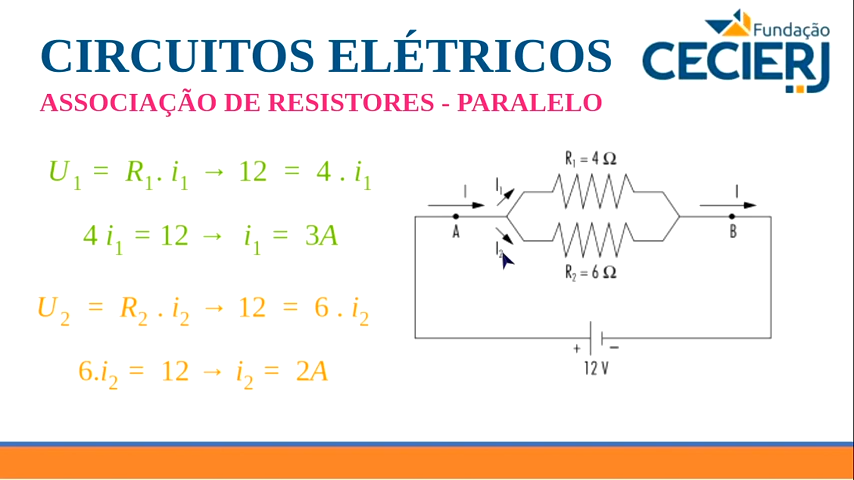 CIRCUITOS ELÉTRICOS
Fundação
CECIERJ
ASSOCIAÇÃO DE RESISTORES - PARALELO
U₁ = R₁. i₁ → 12 = 4 . i₁
4 i₁ = 12 → i₁ = 3A
U₂ = R₂ . i₂ → 12 = 6 . i₂
6.i₂ = 12 → i₂ = 2A
R₁ = 4 Ω
I
I₁
I
A
B
I₂
R₂ = 6 Ω
+ −
12 V